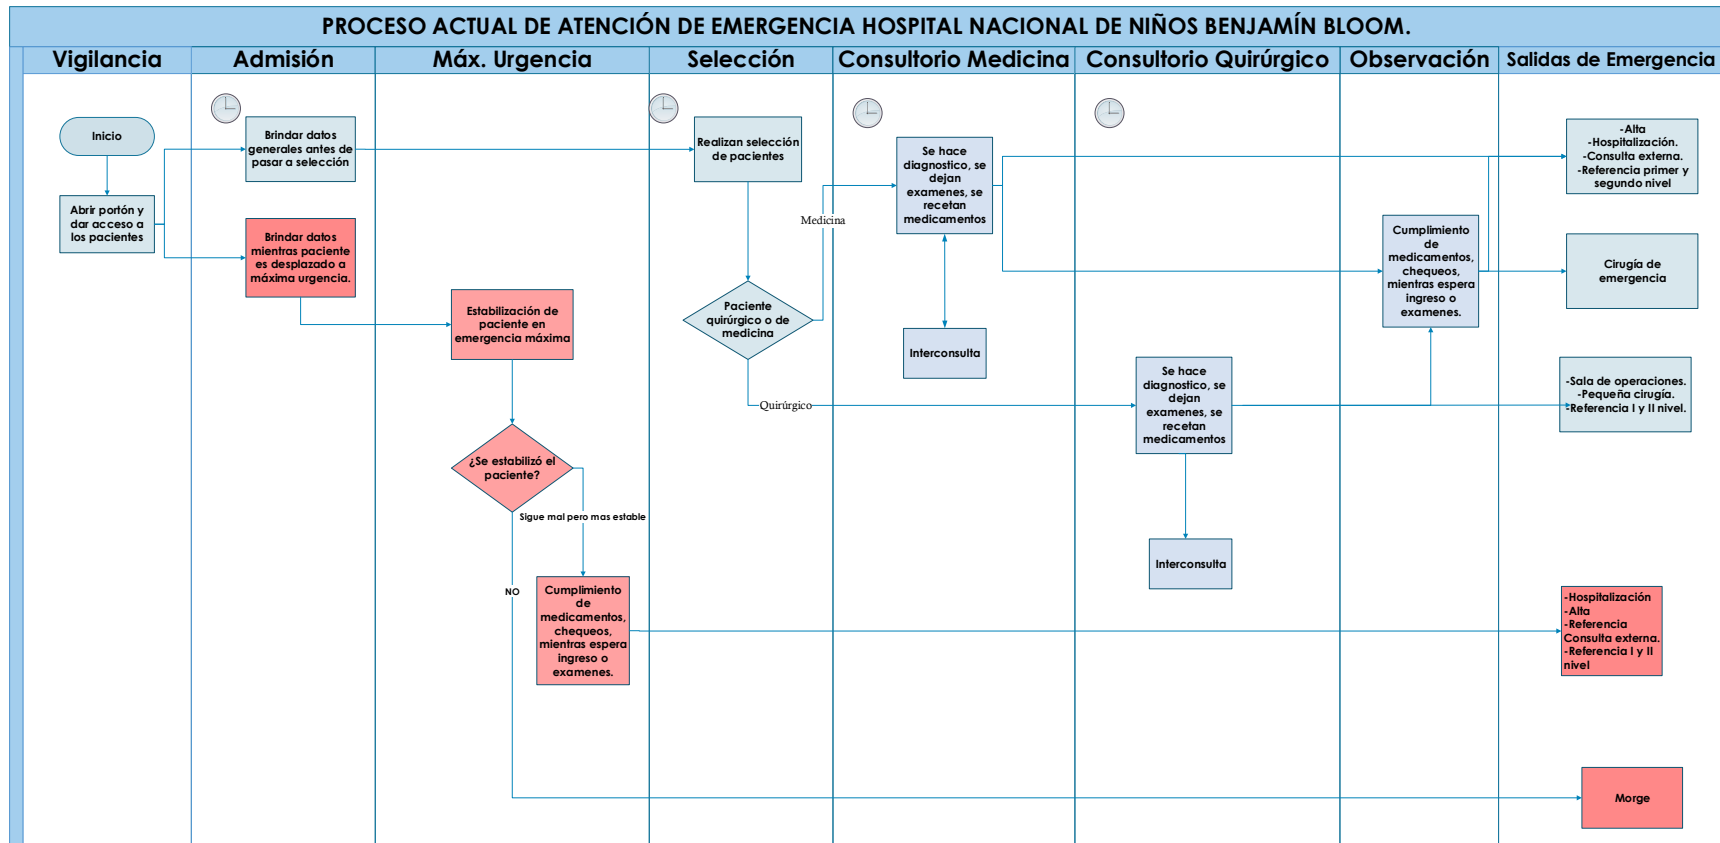 PROCESO ACTUAL DE ATENCIÓN DE EMERGENCIA HOSPITAL NACIONAL DE NIÑOS BENJAMÍN BLOOM.
Vigilancia
Admisión
Máx. Urgencia
Selección
Consultorio Medicina
Consultorio Quirúrgico
Observación
Salidas de Emergencia
Inicio
Abrir portón y
dar acceso a
los pacientes
Brindar datos
generales antes de
pasar a selección
Brindar datos
mientras paciente
es desplazado a
máxima urgencia.
Estabilización de
paciente en
emergencia máxima
¿Se estabilizó el
paciente?
Sigue mal pero mas estable
NO
Cumplimiento
de
medicamentos,
chequeos,
mientras espera
ingreso o
examenes.
Realizan selección
de pacientes
Paciente
quirúrgico o de
medicina
Medicina
Quirúrgico
Se hace
diagnostico, se
dejan
examenes, se
recetan
medicamentos
Interconsulta
Se hace
diagnostico, se
dejan
examenes, se
recetan
medicamentos
Interconsulta
Cumplimiento
de
medicamentos,
chequeos,
mientras espera
ingreso o
examenes.
-Alta
-Hospitalización.
-Consulta externa.
-Referencia primer y
segundo nivel
Cirugía de
emergencia
-Sala de operaciones.
-Pequeña cirugía.
-Referencia I y II nivel.
-Hospitalización
-Alta
-Referencia
Consulta externa.
-Referencia I y II
nivel
Morge